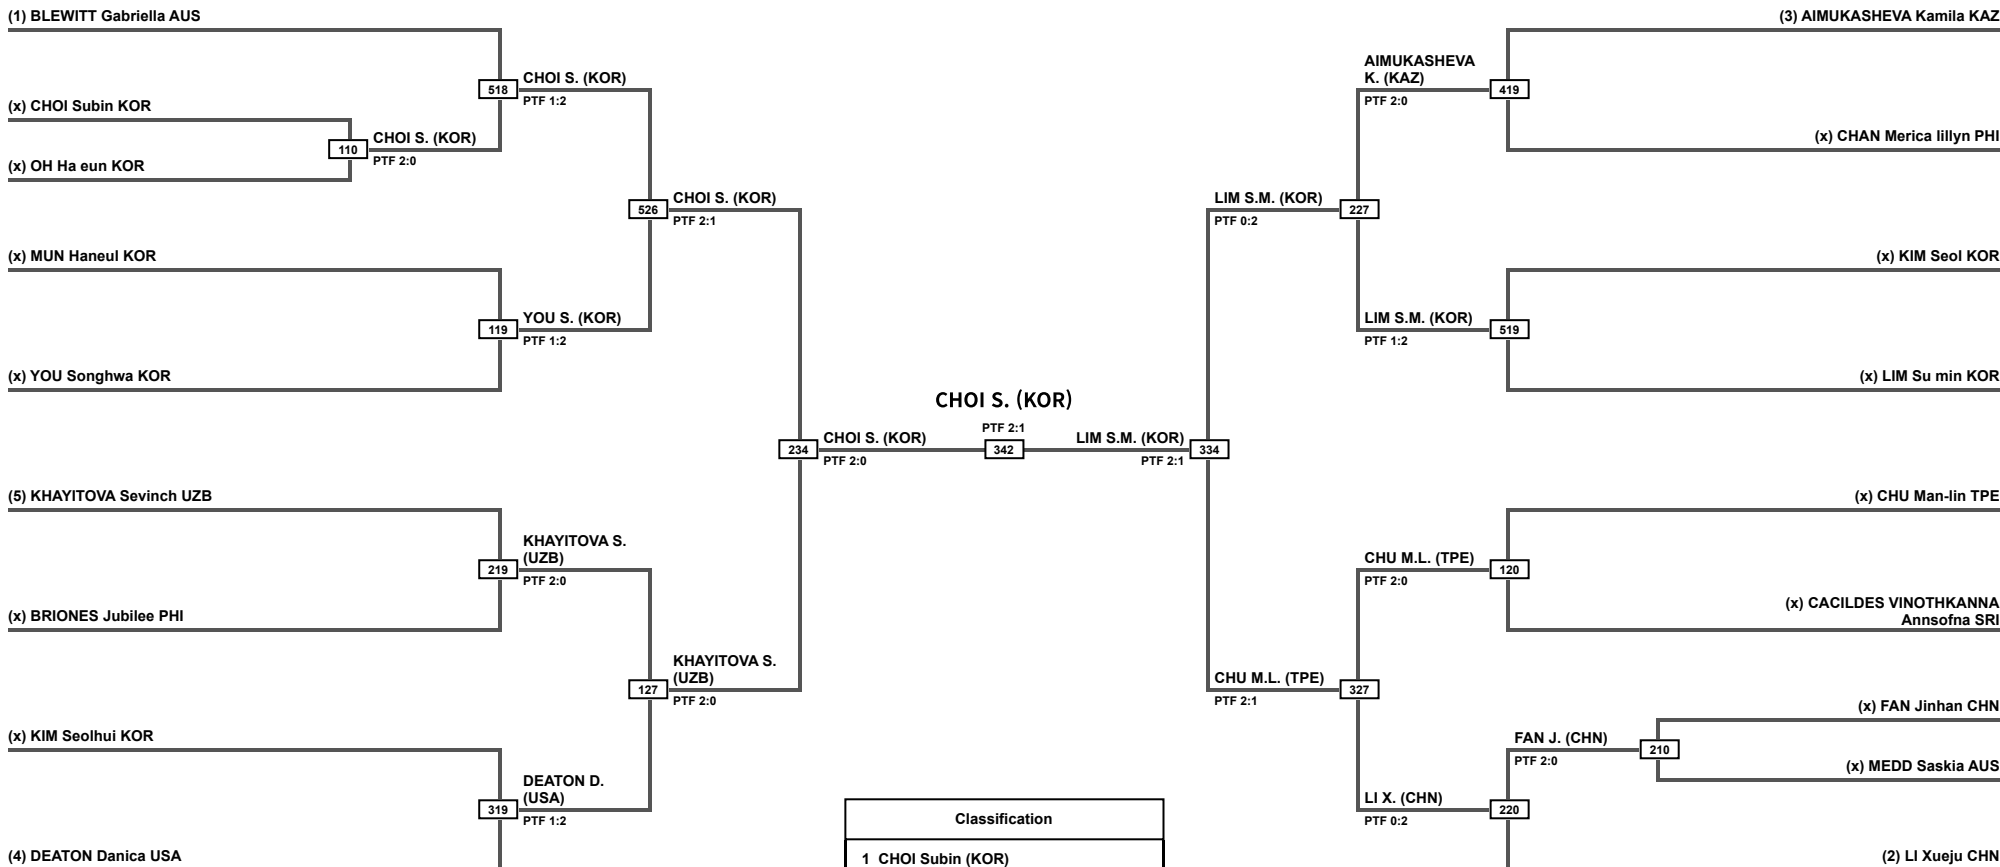 (1) BLEWITT Gabriella AUS
518
CHOI S. (KOR)
PTF 1:2
(x) CHOI Subin KOR
110
CHOI S. (KOR)
PTF 2:0
(x) OH Ha eun KOR
526
CHOI S. (KOR)
PTF 2:1
(x) MUN Haneul KOR
119
YOU S. (KOR)
PTF 1:2
(x) YOU Songhwa KOR
234
CHOI S. (KOR)
PTF 2:0
(5) KHAYITOVA Sevinch UZB
219
KHAYITOVA S.
(UZB)
PTF 2:0
(x) BRIONES Jubilee PHI
127
KHAYITOVA S.
(UZB)
PTF 2:0
(x) KIM Seolhui KOR
319
DEATON D.
(USA)
PTF 1:2
(4) DEATON Danica USA
CHOI S. (KOR)
PTF 2:1
342
(3) AIMUKASHEVA Kamila KAZ
AIMUKASHEVA
K. (KAZ)
PTF 2:0
419
(x) CHAN Merica lillyn PHI
LIM S.M. (KOR)
PTF 0:2
227
(x) KIM Seol KOR
LIM S.M. (KOR)
PTF 1:2
519
(x) LIM Su min KOR
LIM S.M. (KOR)
PTF 2:1
334
(x) CHU Man-lin TPE
CHU M.L. (TPE)
PTF 2:0
120
(x) CACILDES VINOTHKANNA
Annsofna SRI
CHU M.L. (TPE)
PTF 2:1
327
(x) FAN Jinhan CHN
FAN J. (CHN)
PTF 2:0
210
(x) MEDD Saskia AUS
LI X. (CHN)
PTF 0:2
220
(2) LI Xueju CHN
Classification
1 CHOI Subin (KOR)